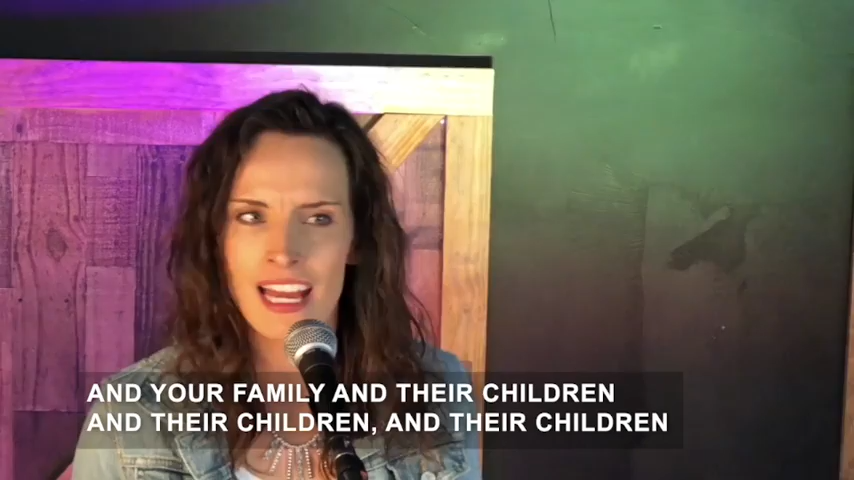 AND YOUR FAMILY AND THEIR CHILDREN
AND THEIR CHILDREN, AND THEIR CHILDREN